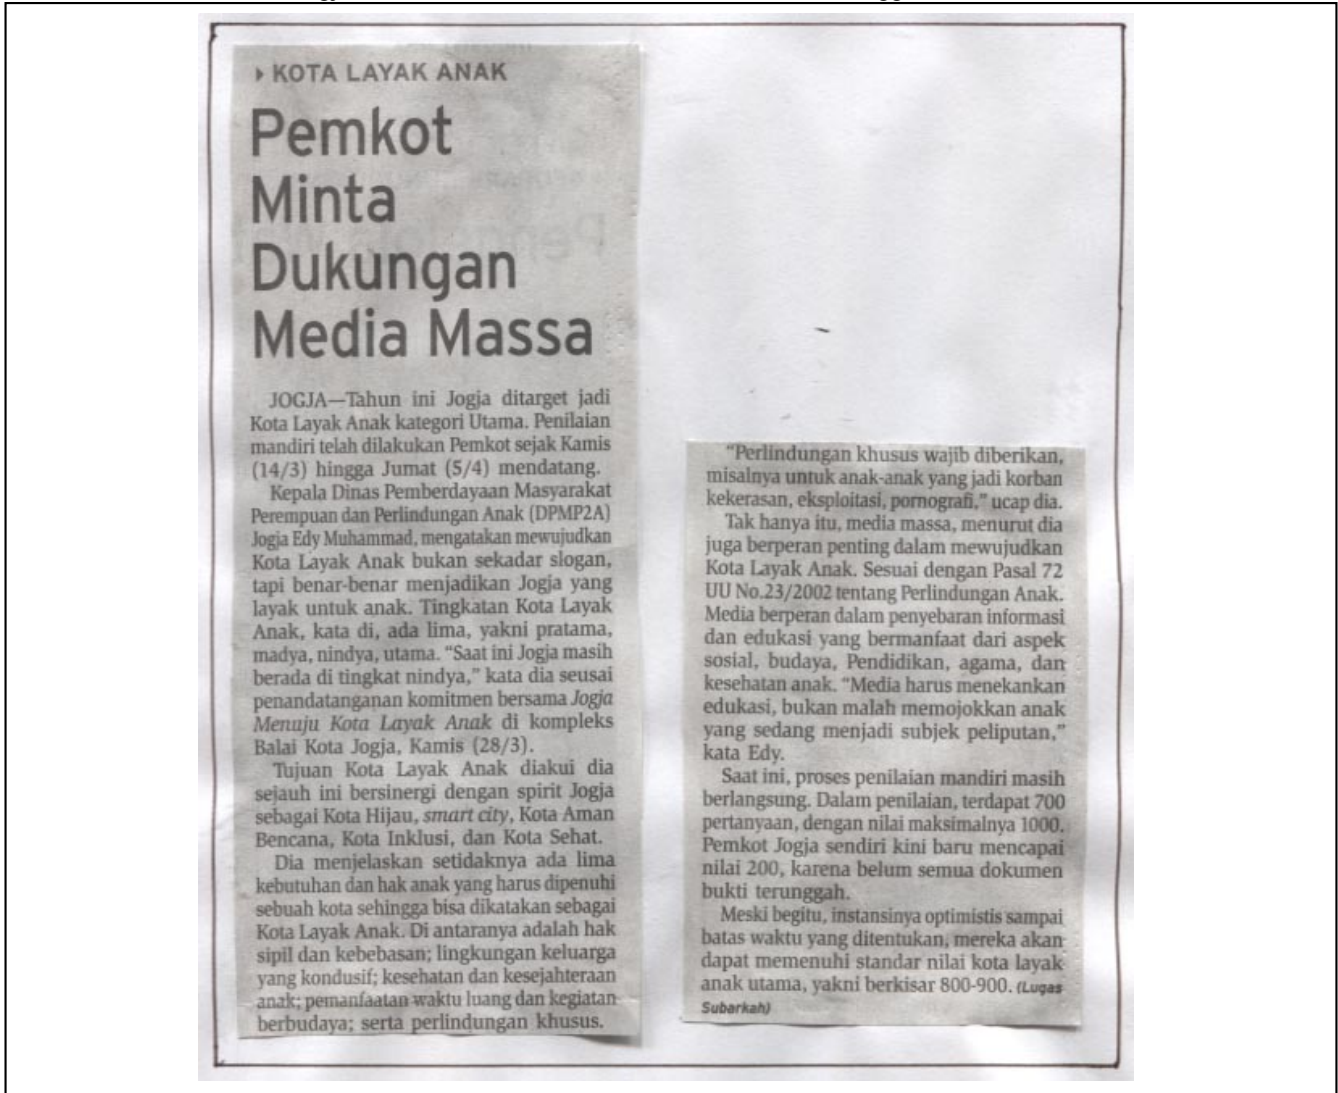 KOTA LAYAK ANAK
Pemkot
Minta
Dukungan
Media Massa
JOGJA—Tahun ini Jogja ditarget jadi
Kota Layak Anak kategori Utama. Penilaian
mandiri telah dilakukan Pemkot sejak Kamis
(14/3) hingga Jumat (5/4) mendatang.
Kepala Dinas Pemberdayaan Masyarakat
Perempuan dan Perlindungan Anak (DPMP2A)
Jogja Edy Muhammad, mengatakan mewujudkan
Kota Layak Anak bukan sekadar slogan,
tapi benar-benar menjadikan Jogja yang
layak untuk anak. Tingkatan Kota Layak
Anak, kata di, ada lima, yakni pratama,
madya, nindya, utama. “Saat ini Jogja masih
berada di tingkat nindya,” kata dia seusai
penandatanganan komitmen bersama Jogja
Menuju Kota Layak Anak di kompleks
Balai Kota Jogja, Kamis (28/3).
Tujuan Kota Layak Anak diakui dia
sejauh ini bersinergi dengan spirit Jogja
sebagai Kota Hijau, smart city, Kota Aman
Bencana, Kota Inklusi, dan Kota Sehat.
Dia menjelaskan setidaknya ada lima
kebutuhan dan hak anak yang harus dipenuhi
sebuah kota sehingga bisa dikatakan sebagai
Kota Layak Anak. Di antaranya adalah hak
sipil dan kebebasan; lingkungan keluarga
yang kondusif; kesehatan dan kesejahteraan
anak; pemanfaatan waktu luang dan kegiatan
berbudaya; serta perlindungan khusus.
“Perlindungan khusus wajib diberikan,
misalnya untuk anak-anak yang jadi korban
kekerasan, eksploitasi, pornografi,” ucap dia.
Tak hanya itu, media massa, menurut dia
juga berperan penting dalam mewujudkan
Kota Layak Anak. Sesuai dengan Pasal 72
UU No.23/2002 tentang Perlindungan Anak.
Media berperan dalam penyebaran informasi
dan edukasi yang bermanfaat dari aspek
sosial, budaya, Pendidikan, agama, dan
kesehatan anak. “Media harus menekankan
edukasi, bukan malah memojokkan anak
yang sedang menjadi subjek peliputan,”
kata Edy.
Saat ini, proses penilaian mandiri masih
berlangsung. Dalam penilaian, terdapat 700
pertanyaan, dengan nilai maksimalnya 1000.
Pemkot Jogja sendiri kini baru mencapai
nilai 200, karena belum semua dokumen
bukti terunggah.
Meski begitu, instansinya optimistis sampai
batas waktu yang ditentukan, mereka akan
dapat memenuhi standar nilai kota layak
anak utama, yakni berkisar 800-900. (Lugas
Subarkah)